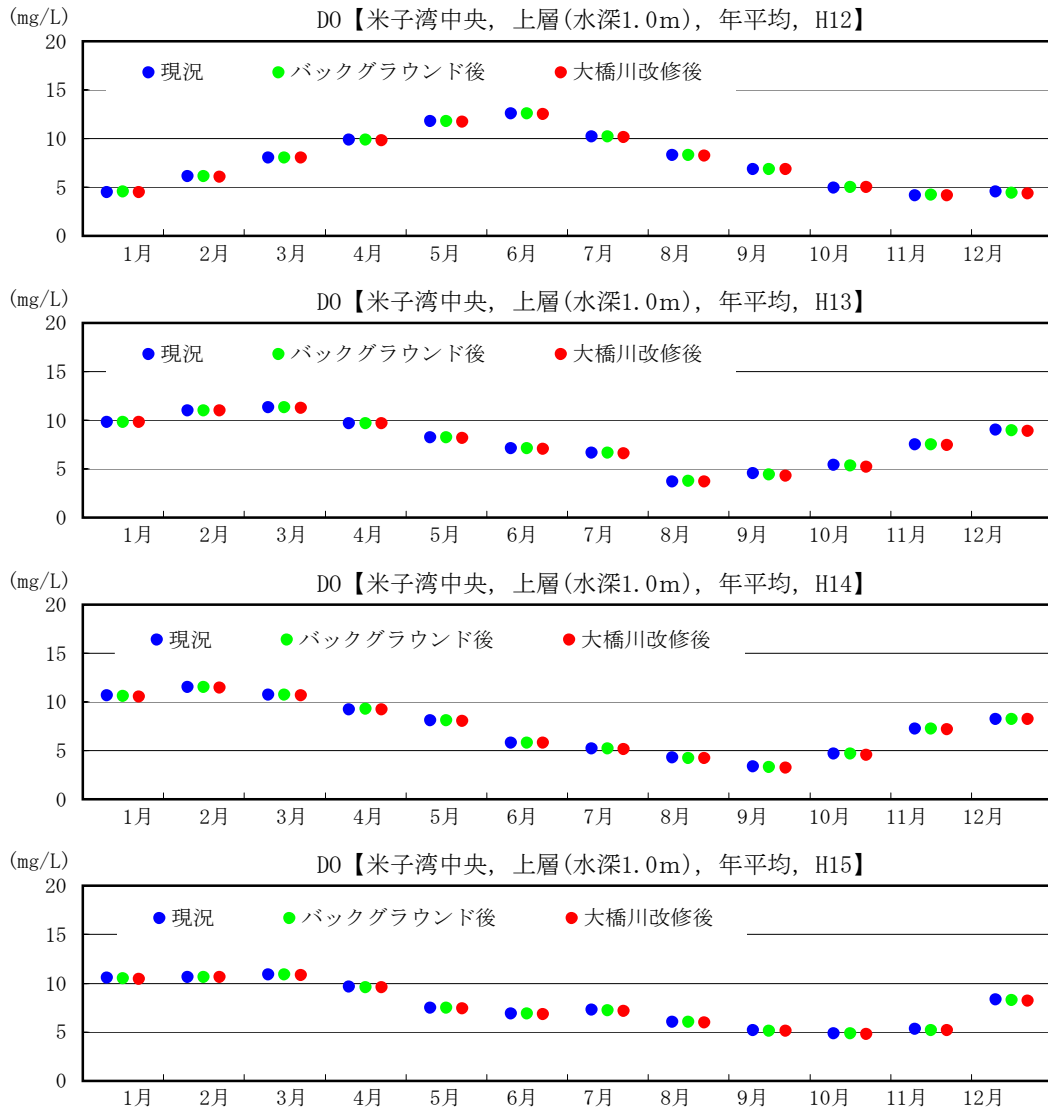 (mg/L) DO【米子湾中央, 上層(水深1.0m), 年平均, H12】
20
● 現況 ● バックグラウンド後 ● 大橋川改修後
15
10
5
0
1月 2月 3月 4月 5月 6月 7月 8月 9月 10月 11月 12月
(mg/L) DO【米子湾中央, 上層(水深1.0m), 年平均, H13】
20
● 現況 ● バックグラウンド後 ● 大橋川改修後
15
10
5
0
1月 2月 3月 4月 5月 6月 7月 8月 9月 10月 11月 12月
(mg/L) DO【米子湾中央, 上層(水深1.0m), 年平均, H14】
20
● 現況 ● バックグラウンド後 ● 大橋川改修後
15
10
5
0
1月 2月 3月 4月 5月 6月 7月 8月 9月 10月 11月 12月
(mg/L) DO【米子湾中央, 上層(水深1.0m), 年平均, H15】
20
● 現況 ● バックグラウンド後 ● 大橋川改修後
15
10
5
0
1月 2月 3月 4月 5月 6月 7月 8月 9月 10月 11月 12月